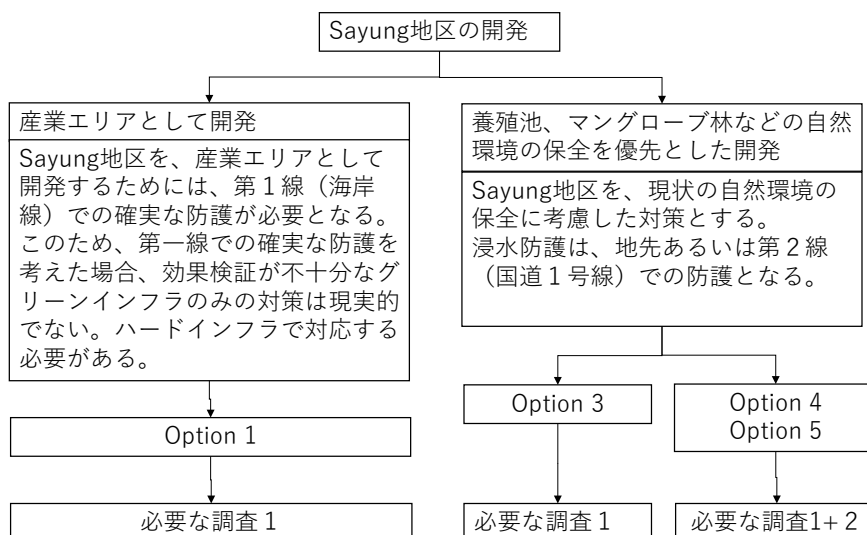 Sayung地区の開発
産業エリアとして開発
Sayung地区を、産業エリアとして
開発するためには、第１線（海岸
線）での確実な防護が必要となる。
このため、第一線での確実な防護を
考えた場合、効果検証が不十分なグ
リーンインフラのみの対策は現実的
でない。ハードインフラで対応する
必要がある。
Option 1
必要な調査１
養殖池、マングローブ林などの自然
環境の保全を優先とした開発
Sayung地区を、現状の自然環境の
保全に考慮した対策とする。
浸水防護は、地先あるいは第２線
（国道１号線）での防護となる。
Option 3
必要な調査１
Option 4
Option 5
必要な調査1+２